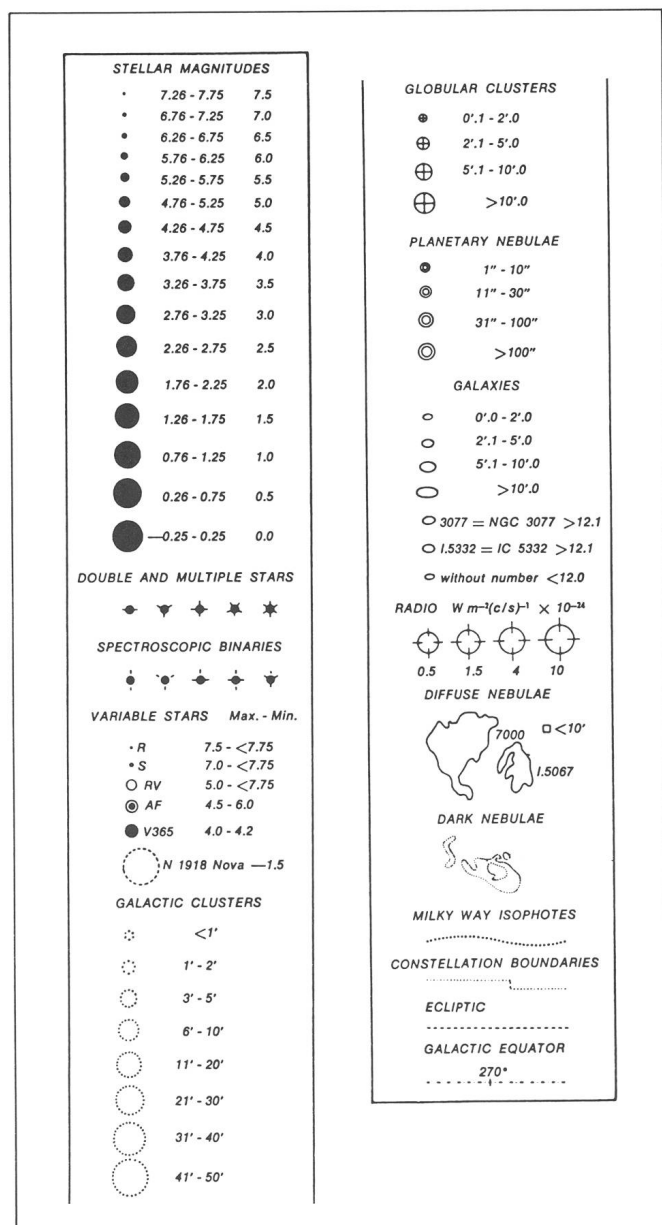 STELLAR MAGNITUDES
7.26 - 7.75 7.5
6.76 - 7.25 7.0
6.26 - 6.75 6.5
5.76 - 6.25 6.0
5.26 - 5.75 5.5
4.76 - 5.25 5.0
4.26 - 4.75 4.5
3.76 - 4.25 4.0
3.26 - 3.75 3.5
2.76 - 3.25 3.0
2.26 - 2.75 2.5
1.76 - 2.25 2.0
1.26 - 1.75 1.5
0.76 - 1.25 1.0
0.26 - 0.75 0.5
—0.25 - 0.25 0.0
DOUBLE AND MULTIPLE STARS
SPECTROSCOPIC BINARIES
VARIABLE STARS Max. - Min.
R 7.5 - <7.75
S 7.0 - <7.75
RV 5.0 - <7.75
AF 4.5 - 6.0
V365 4.0 - 4.2
N 1918 Nova —1.5
GALACTIC CLUSTERS
<1'
1' - 2'
3' - 5'
6' - 10'
11' - 20'
21' - 30'
31' - 40'
41' - 50'
GLOBULAR CLUSTERS
0'.1 - 2'.0
2'.1 - 5'.0
5'.1 - 10'.0
>10'.0
PLANETARY NEBULAE
1" - 10"
11" - 30"
31" - 100"
>100"
GALAXIES
0'.0 - 2'.0
2'.1 - 5'.0
5'.1 - 10'.0
>10'.0
3077 = NGC 3077 >12.1
I.5332 = IC 5332 >12.1
without number <12.0
RADIO W m⁻²(c/s)⁻¹ × 10⁻²⁴
0.5 1.5 4 10
DIFFUSE NEBULAE
7000 <10'
I.5067
DARK NEBULAE
MILKY WAY ISOPHOTES
CONSTELLATION BOUNDARIES
ECLIPTIC
GALACTIC EQUATOR
270°